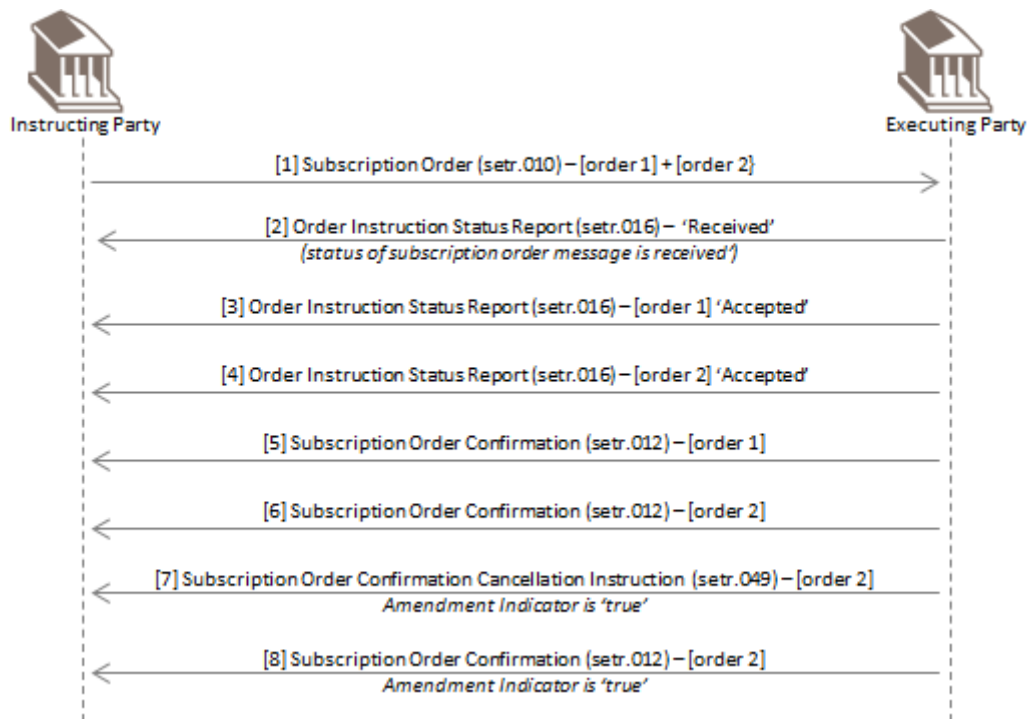 Instructing Party
Executing Party
[1] Subscription Order (setr.010) – [order 1] + [order 2}
[2] Order Instruction Status Report (setr.016) – ‘Received’
(status of subscription order message is received’)
[3] Order Instruction Status Report (setr.016) – [order 1] ‘Accepted’
[4] Order Instruction Status Report (setr.016) – [order 2] ‘Accepted’
[5] Subscription Order Confirmation (setr.012) – [order 1]
[6] Subscription Order Confirmation (setr.012) – [order 2]
[7] Subscription Order Confirmation Cancellation Instruction (setr.049) – [order 2]
Amendment Indicator is ‘true’
[8] Subscription Order Confirmation (setr.012) – [order 2]
Amendment Indicator is ‘true’